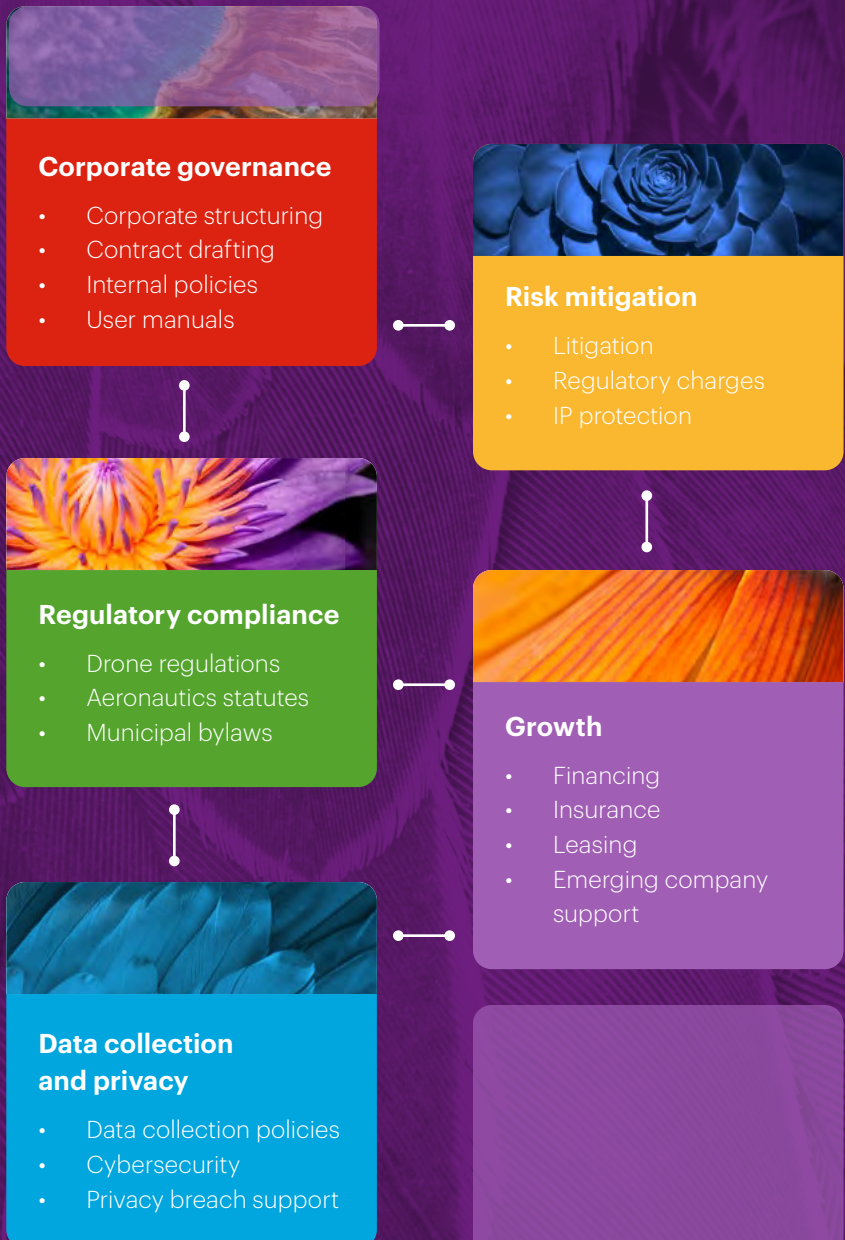 Corporate governance
• Corporate structuring
• Contract drafting
• Internal policies
• User manuals
Risk mitigation
• Litigation
• Regulatory charges
• IP protection
Regulatory compliance
• Drone regulations
• Aeronautics statutes
• Municipal bylaws
Growth
• Financing
• Insurance
• Leasing
• Emerging company
support
Data collection
and privacy
• Data collection policies
• Cybersecurity
• Privacy breach support